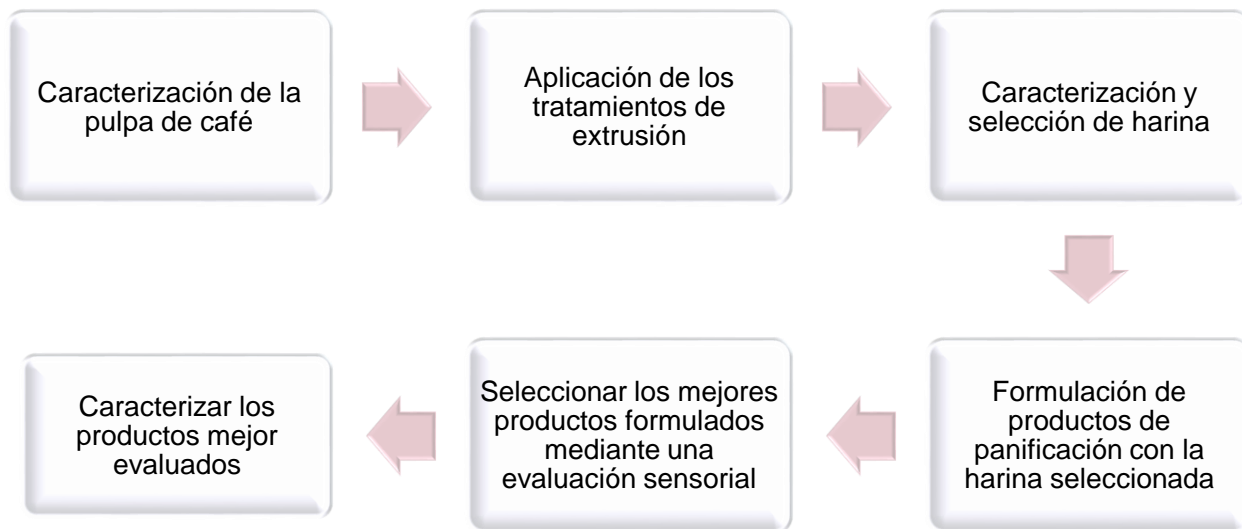 Caracterización de la
pulpa de café
Aplicación de los
tratamientos de
extrusión
Caracterización y
selección de harina
Formulación de
productos de
panificación con la
harina seleccionada
Seleccionar los mejores
productos formulados
mediante una
evaluación sensorial
Caracterizar los
productos mejor
evaluados